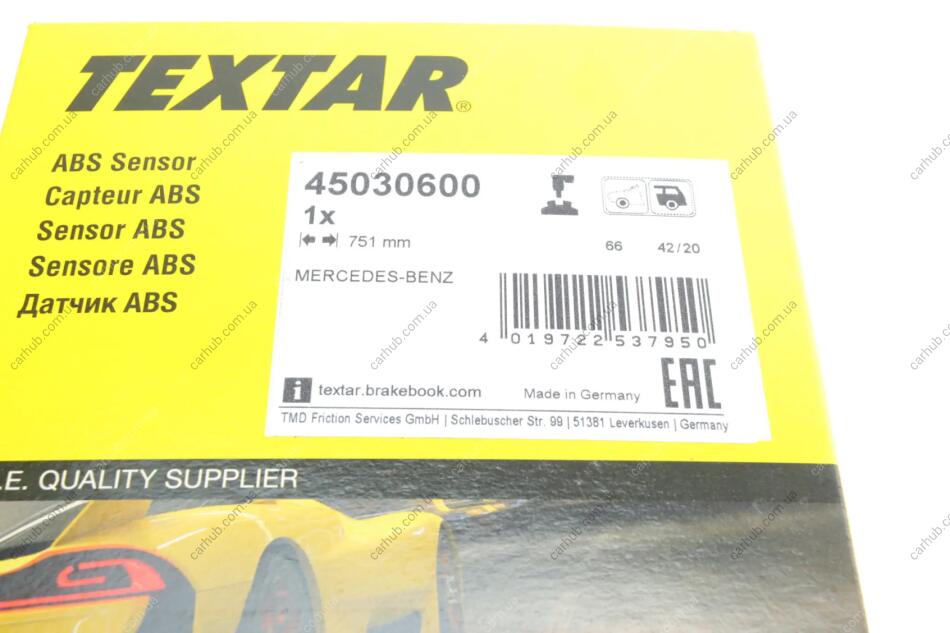 TEXTAR®
ABS Sensor
Capteur ABS
Sensor ABS
Sensore ABS
Датчик ABS
45030600
1x
751 mm
66 42/20
MERCEDES-BENZ
4 019722 537950
i textar.brakebook.com
Made in Germany
EAC
TMD Friction Services GmbH | Schlebuscher Str. 99 | 51381 Leverkusen | Germany
.E. QUALITY SUPPLIER
carhub.com.ua